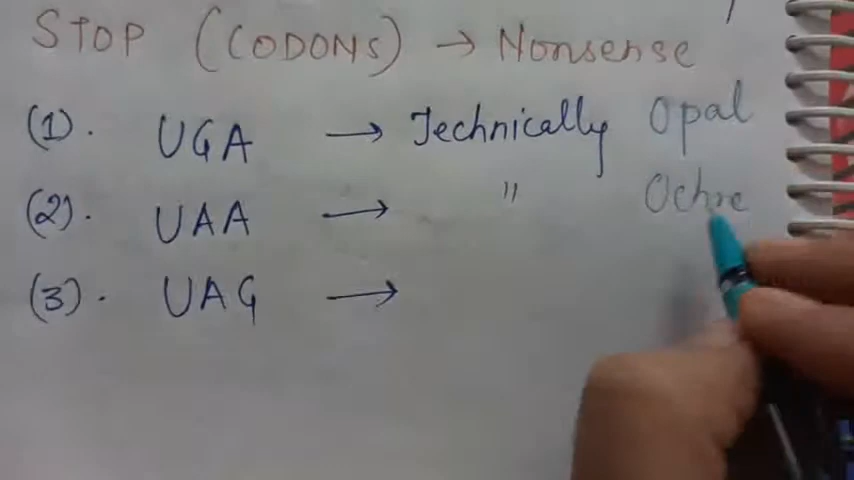 STOP (CODONS) → Nonsense
(1). UGA → Technically Opal
(2). UAA → " Ochre
(3). UAG →